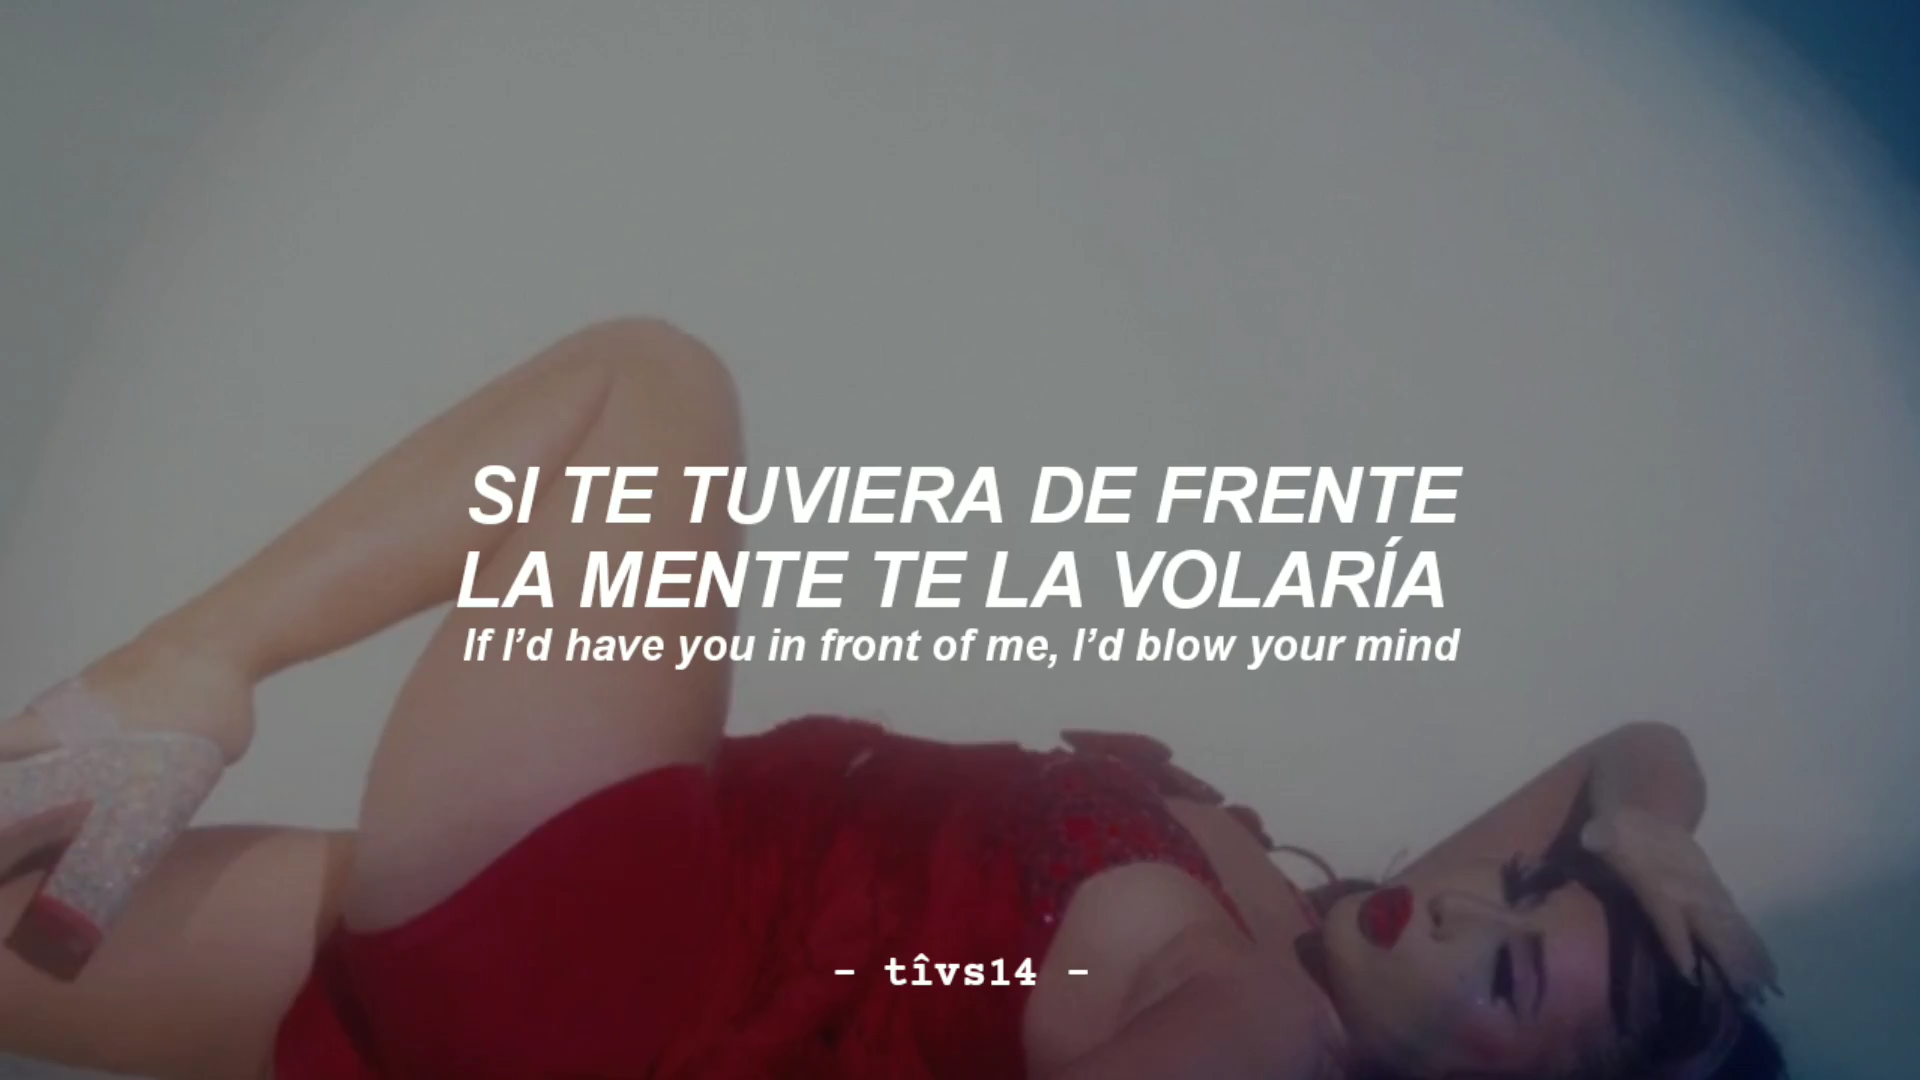 SI TE TUVIERA DE FRENTE
LA MENTE TE LA VOLARÍA
If I’d have you in front of me, I’d blow your mind
- tîvs14 -